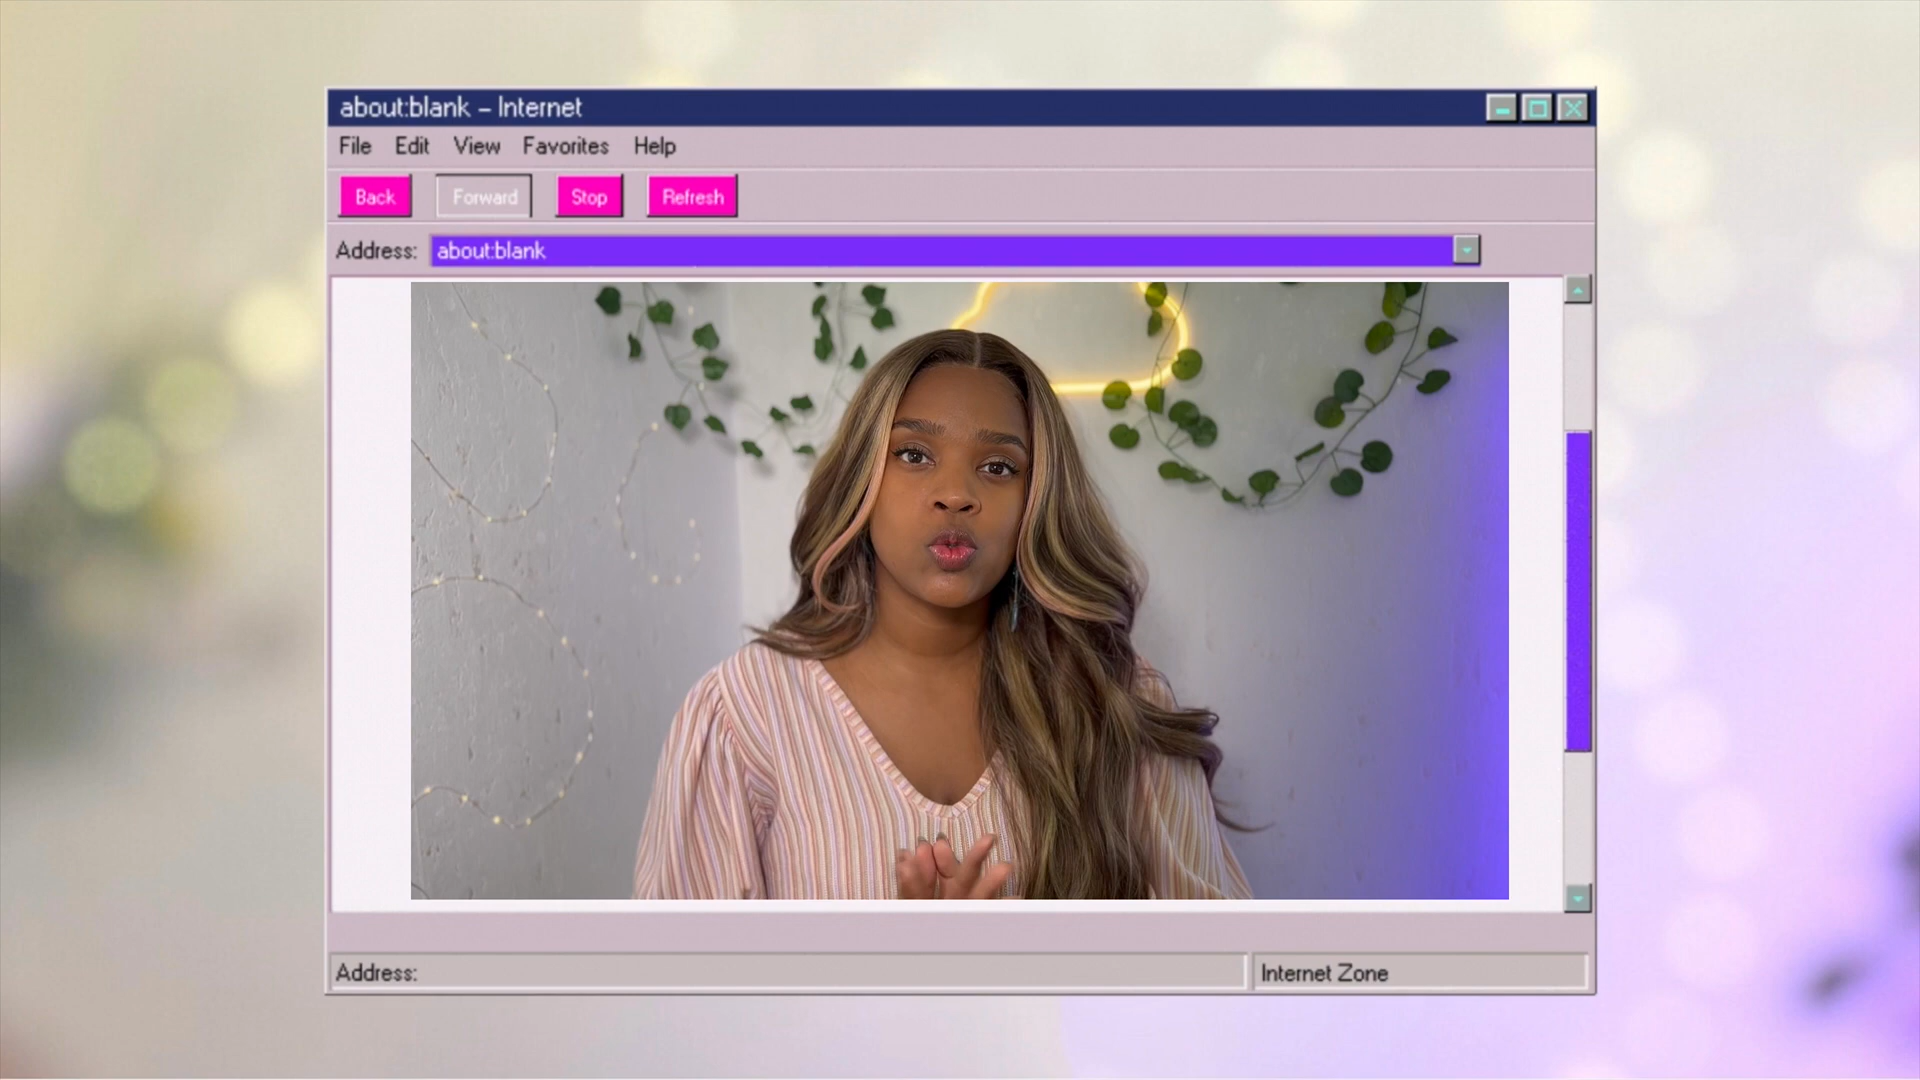 about:blank – Internet
File Edit View Favorites Help
Back Forward Stop Refresh
Address: about:blank
Address: Internet Zone